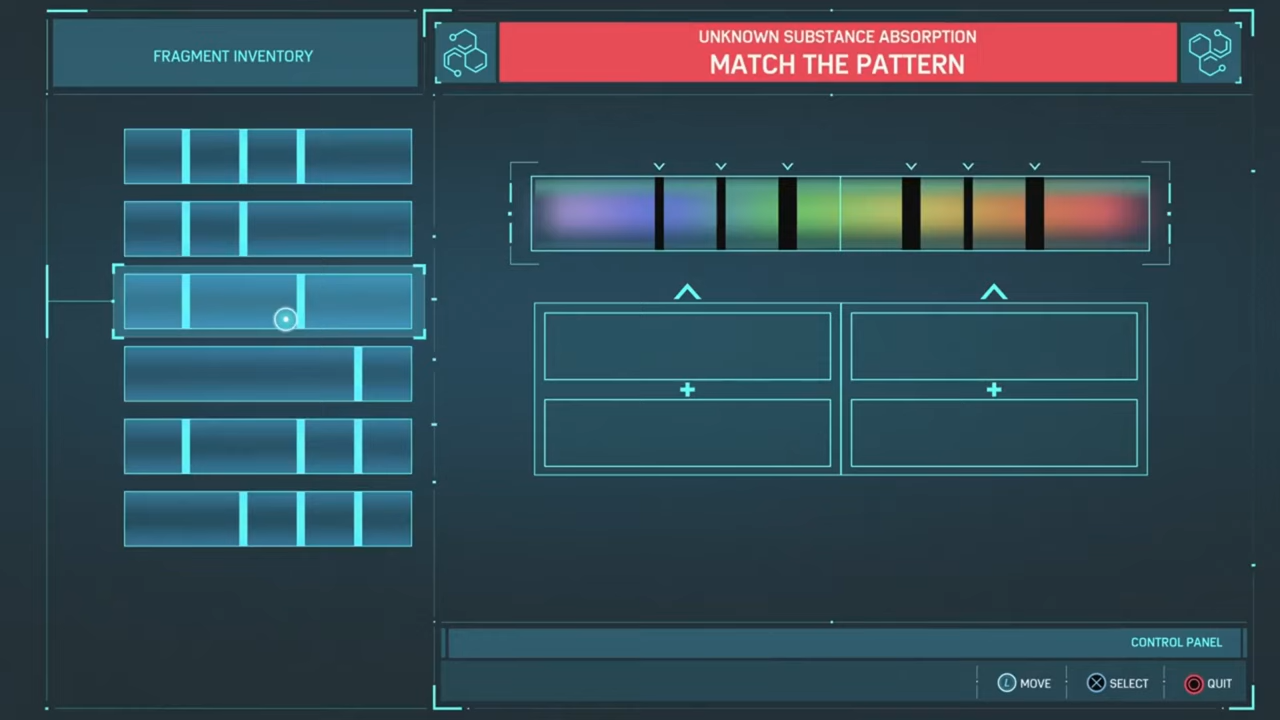 FRAGMENT INVENTORY
UNKNOWN SUBSTANCE ABSORPTION
MATCH THE PATTERN
CONTROL PANEL
L MOVE SELECT QUIT